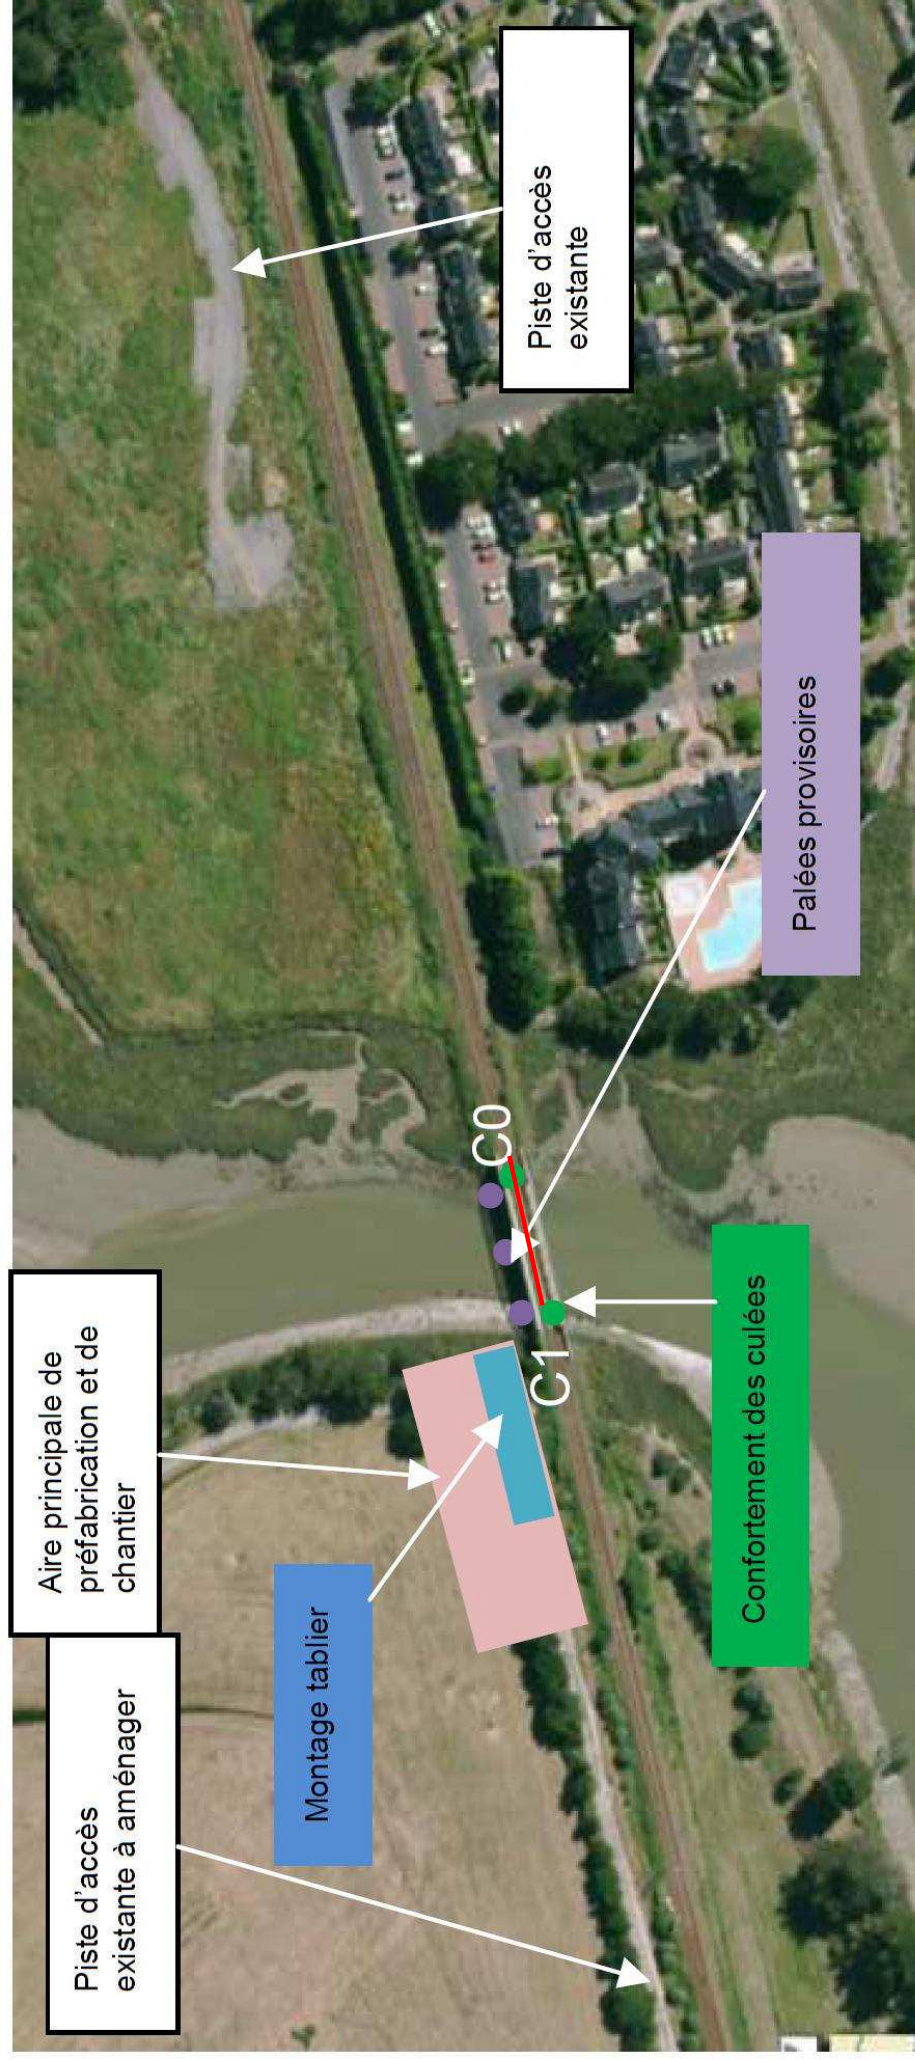 Piste d'accès
existante à aménager
Aire principale de
préfabrication et de
chantier
Montage tablier
C1
C0
Confortement des culées
Palées provisoires
Piste d'accès
existante